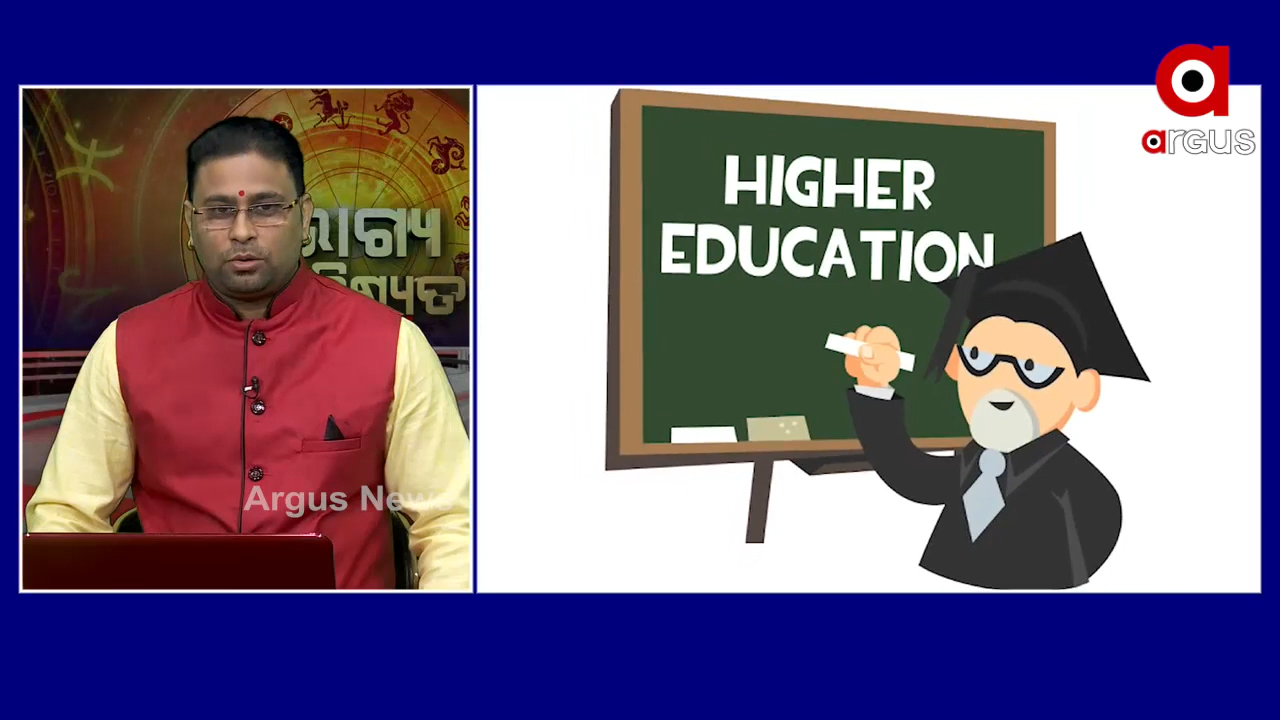 argus
ଭାଗ୍ୟ
HIGHER
EDUCATION
Argus News